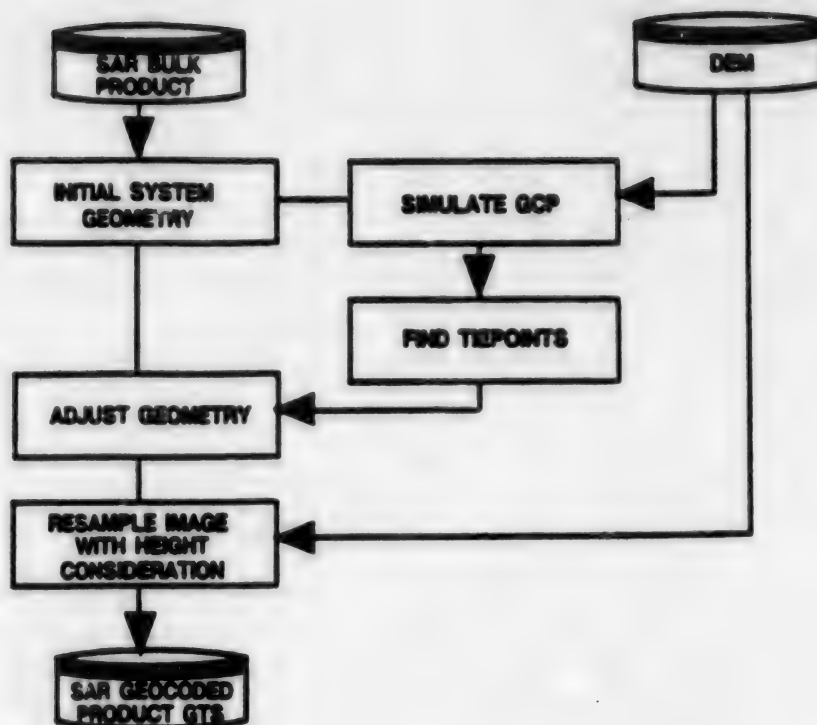 SAR BULK
PRODUCT
DEM
INITIAL SYSTEM
GEOMETRY
SIMULATE GCP
FIND TIEPOINTS
ADJUST GEOMETRY
RESAMPLE IMAGE
WITH HEIGHT
CONSIDERATION
SAR GEOCODED
PRODUCT GTS